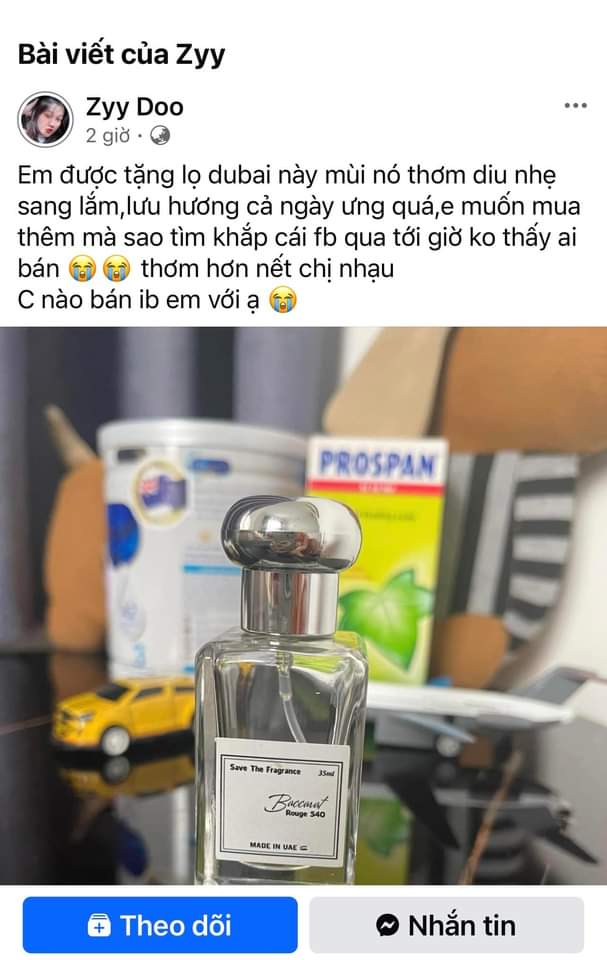 Bài viết của Zyy
Zyy Doo
2 giờ ·
Em được tặng lọ dubai này mùi nó thơm diu nhẹ
sang lắm,lưu hương cả ngày ưng quá,e muốn mua
thêm mà sao tìm khắp cái fb qua tới giờ ko thấy ai
bán 😭😭 thơm hơn nết chị nhạu
C nào bán ib em với ạ 😭
PROSPAN
Save The Fragrance 35ml
Baccarat
Rouge 540
MADE IN UAE
Theo dõi
Nhắn tin